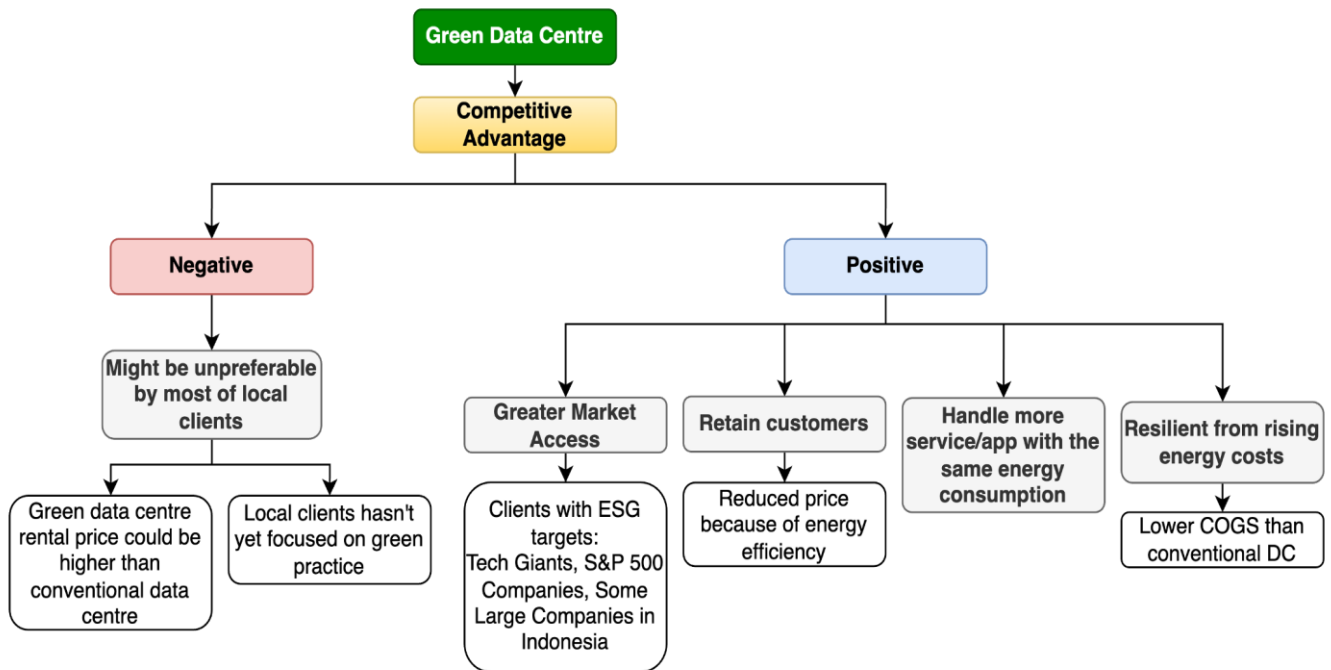 Green Data Centre
Competitive
Advantage
Negative
Positive
Might be unpreferable
by most of local
clients
Greater Market
Access
Retain customers
Handle more
service/app with the
same energy
consumption
Resilient from rising
energy costs
Green data centre
rental price could be
higher than
conventional data
centre
Local clients hasn't
yet focused on green
practice
Clients with ESG
targets:
Tech Giants, S&P 500
Companies, Some
Large Companies in
Indonesia
Reduced price
because of energy
efficiency
Lower COGS than
conventional DC